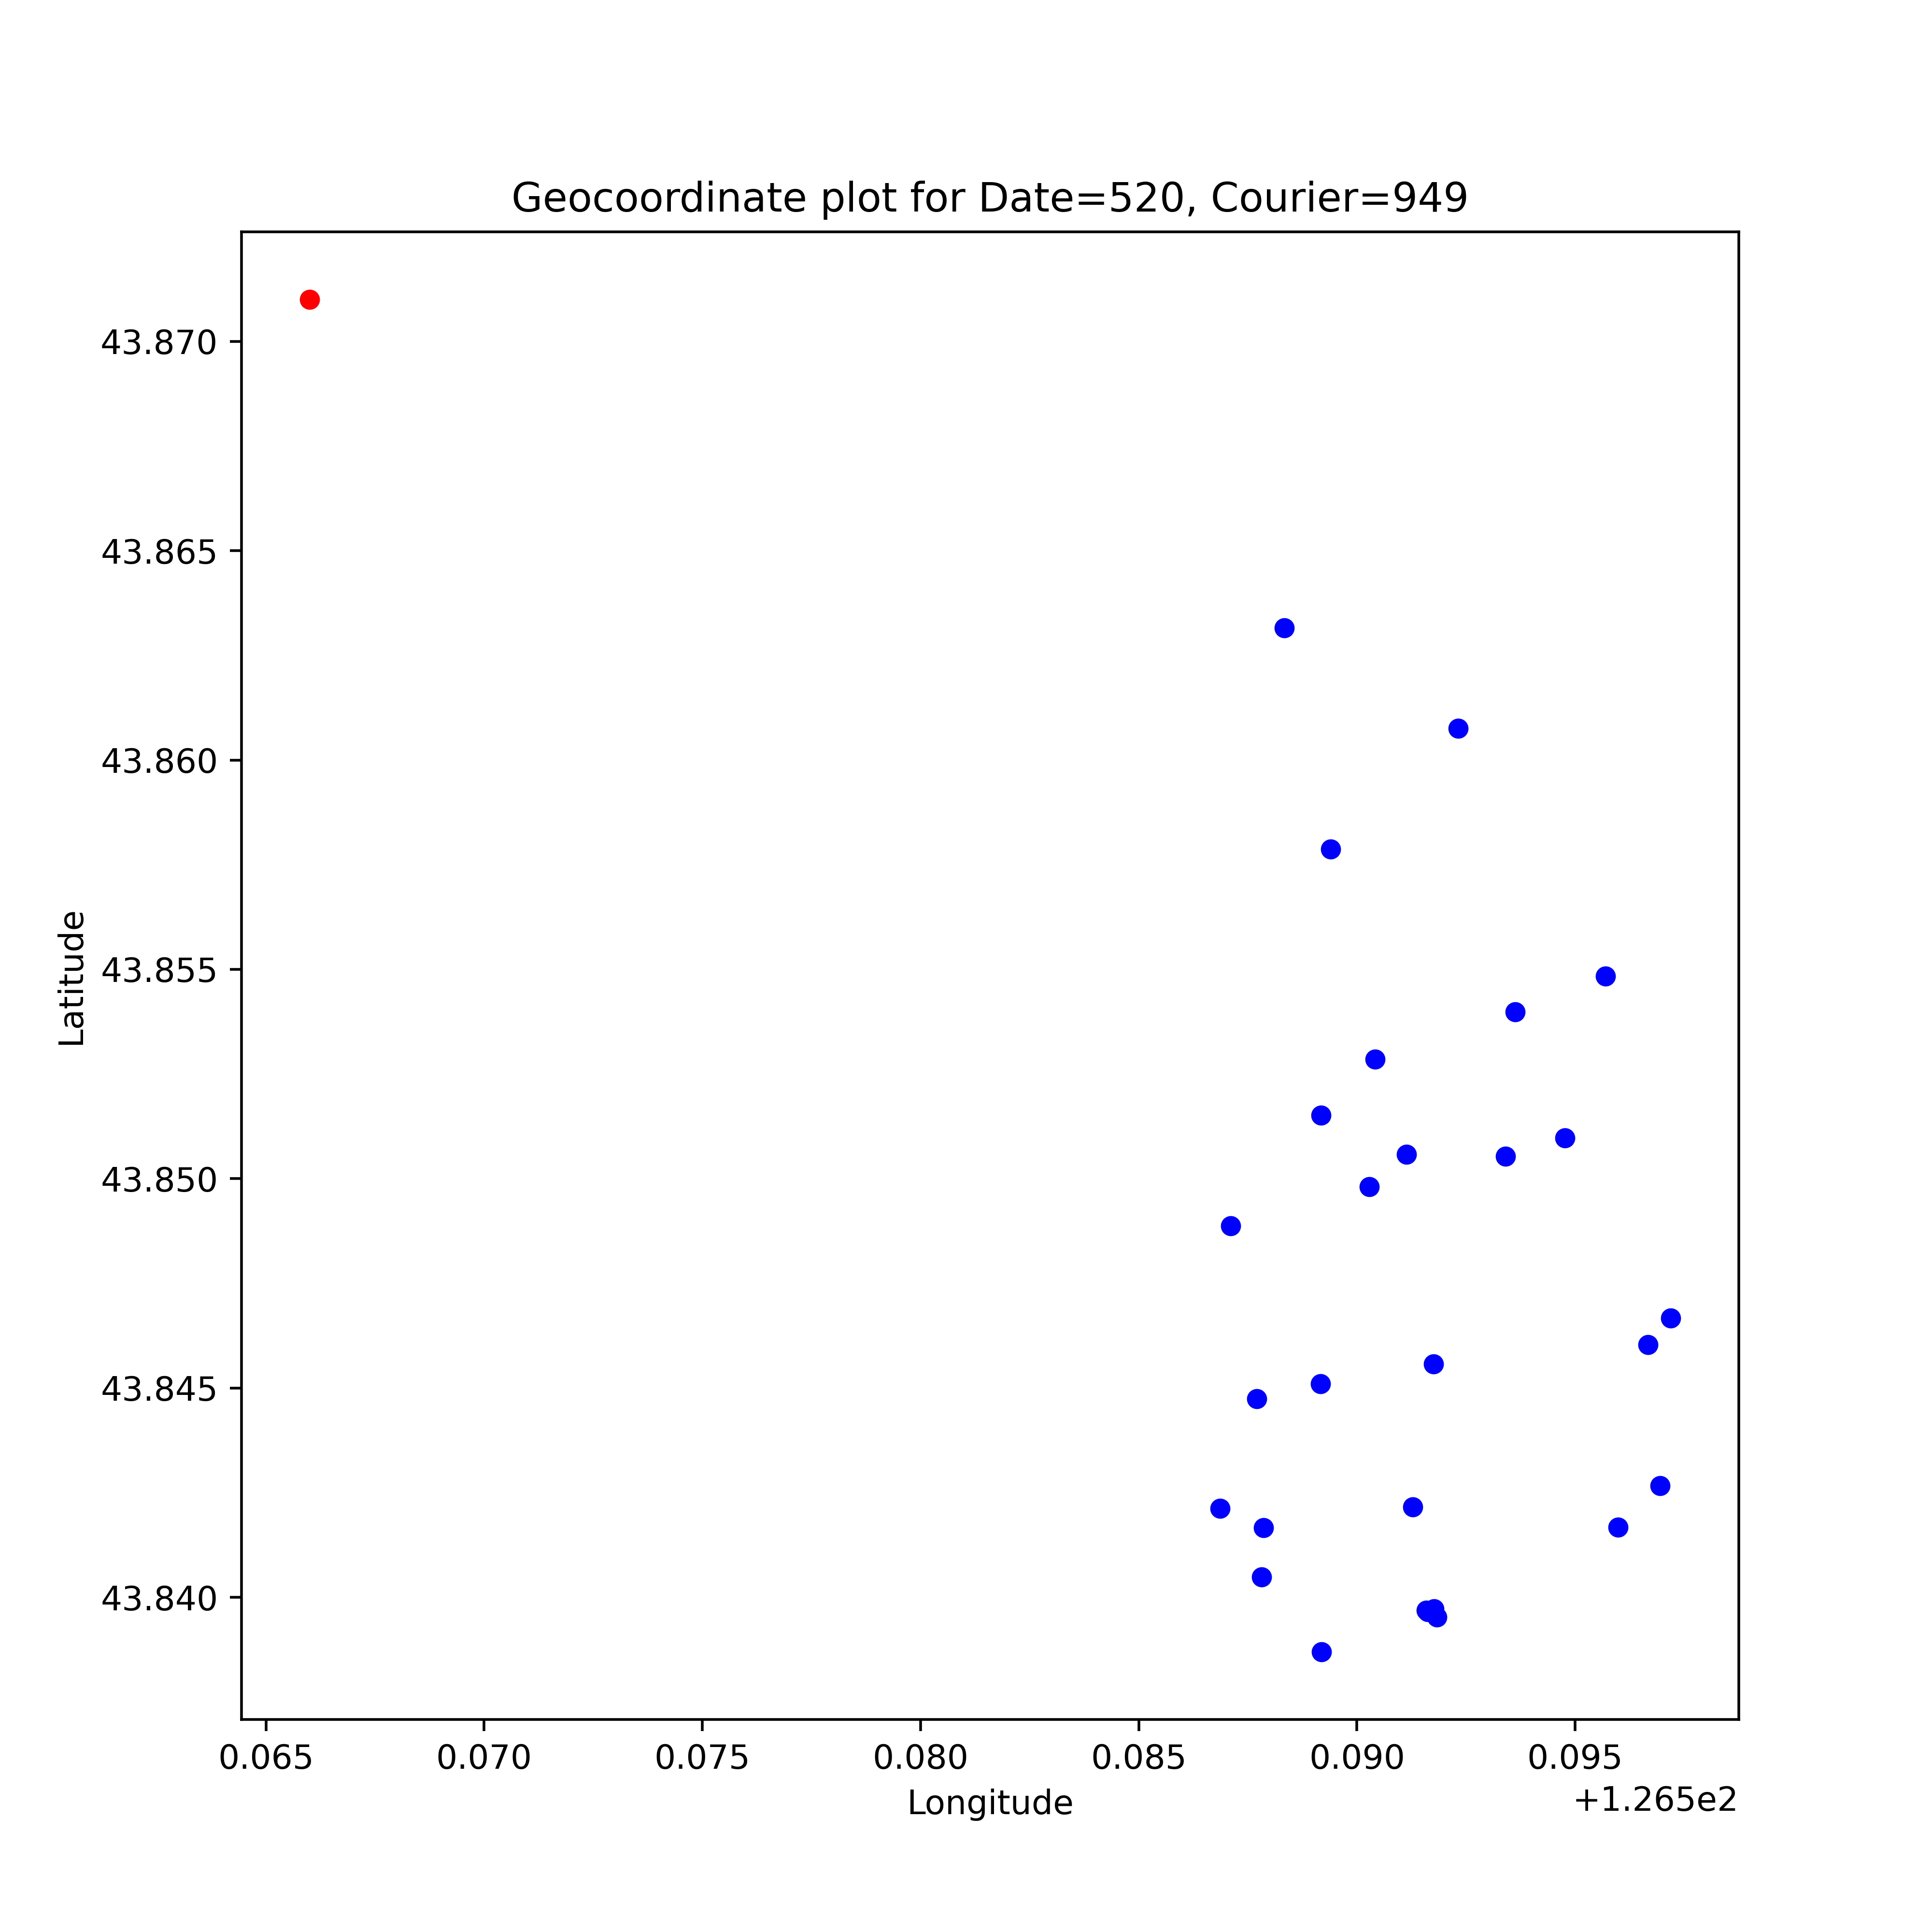 Geocoordinate plot for Date=520, Courier=949
43.870
43.865
43.860
43.855
43.850
43.845
43.840
Latitude
0.065 0.070 0.075 0.080 0.085 0.090 0.095
Longitude
+1.265e2